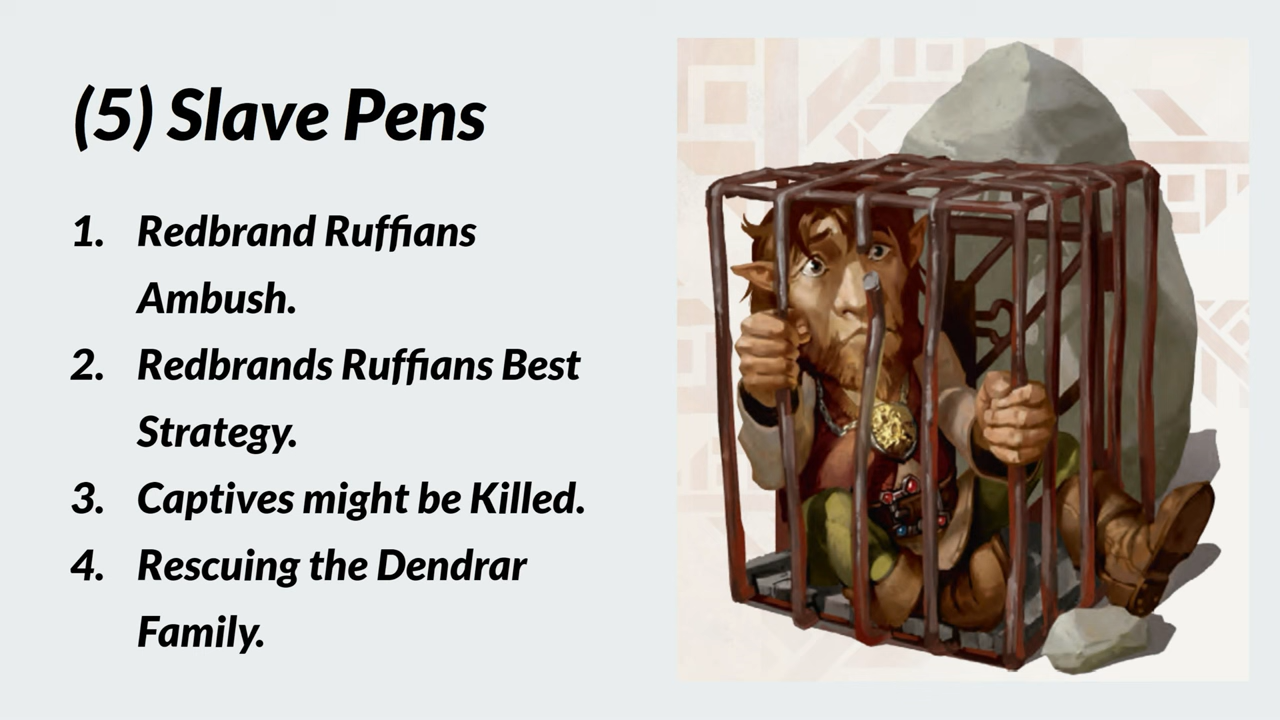 (5) Slave Pens
1. Redbrand Ruffians
Ambush.
2. Redbrands Ruffians Best
Strategy.
3. Captives might be Killed.
4. Rescuing the Dendrar
Family.